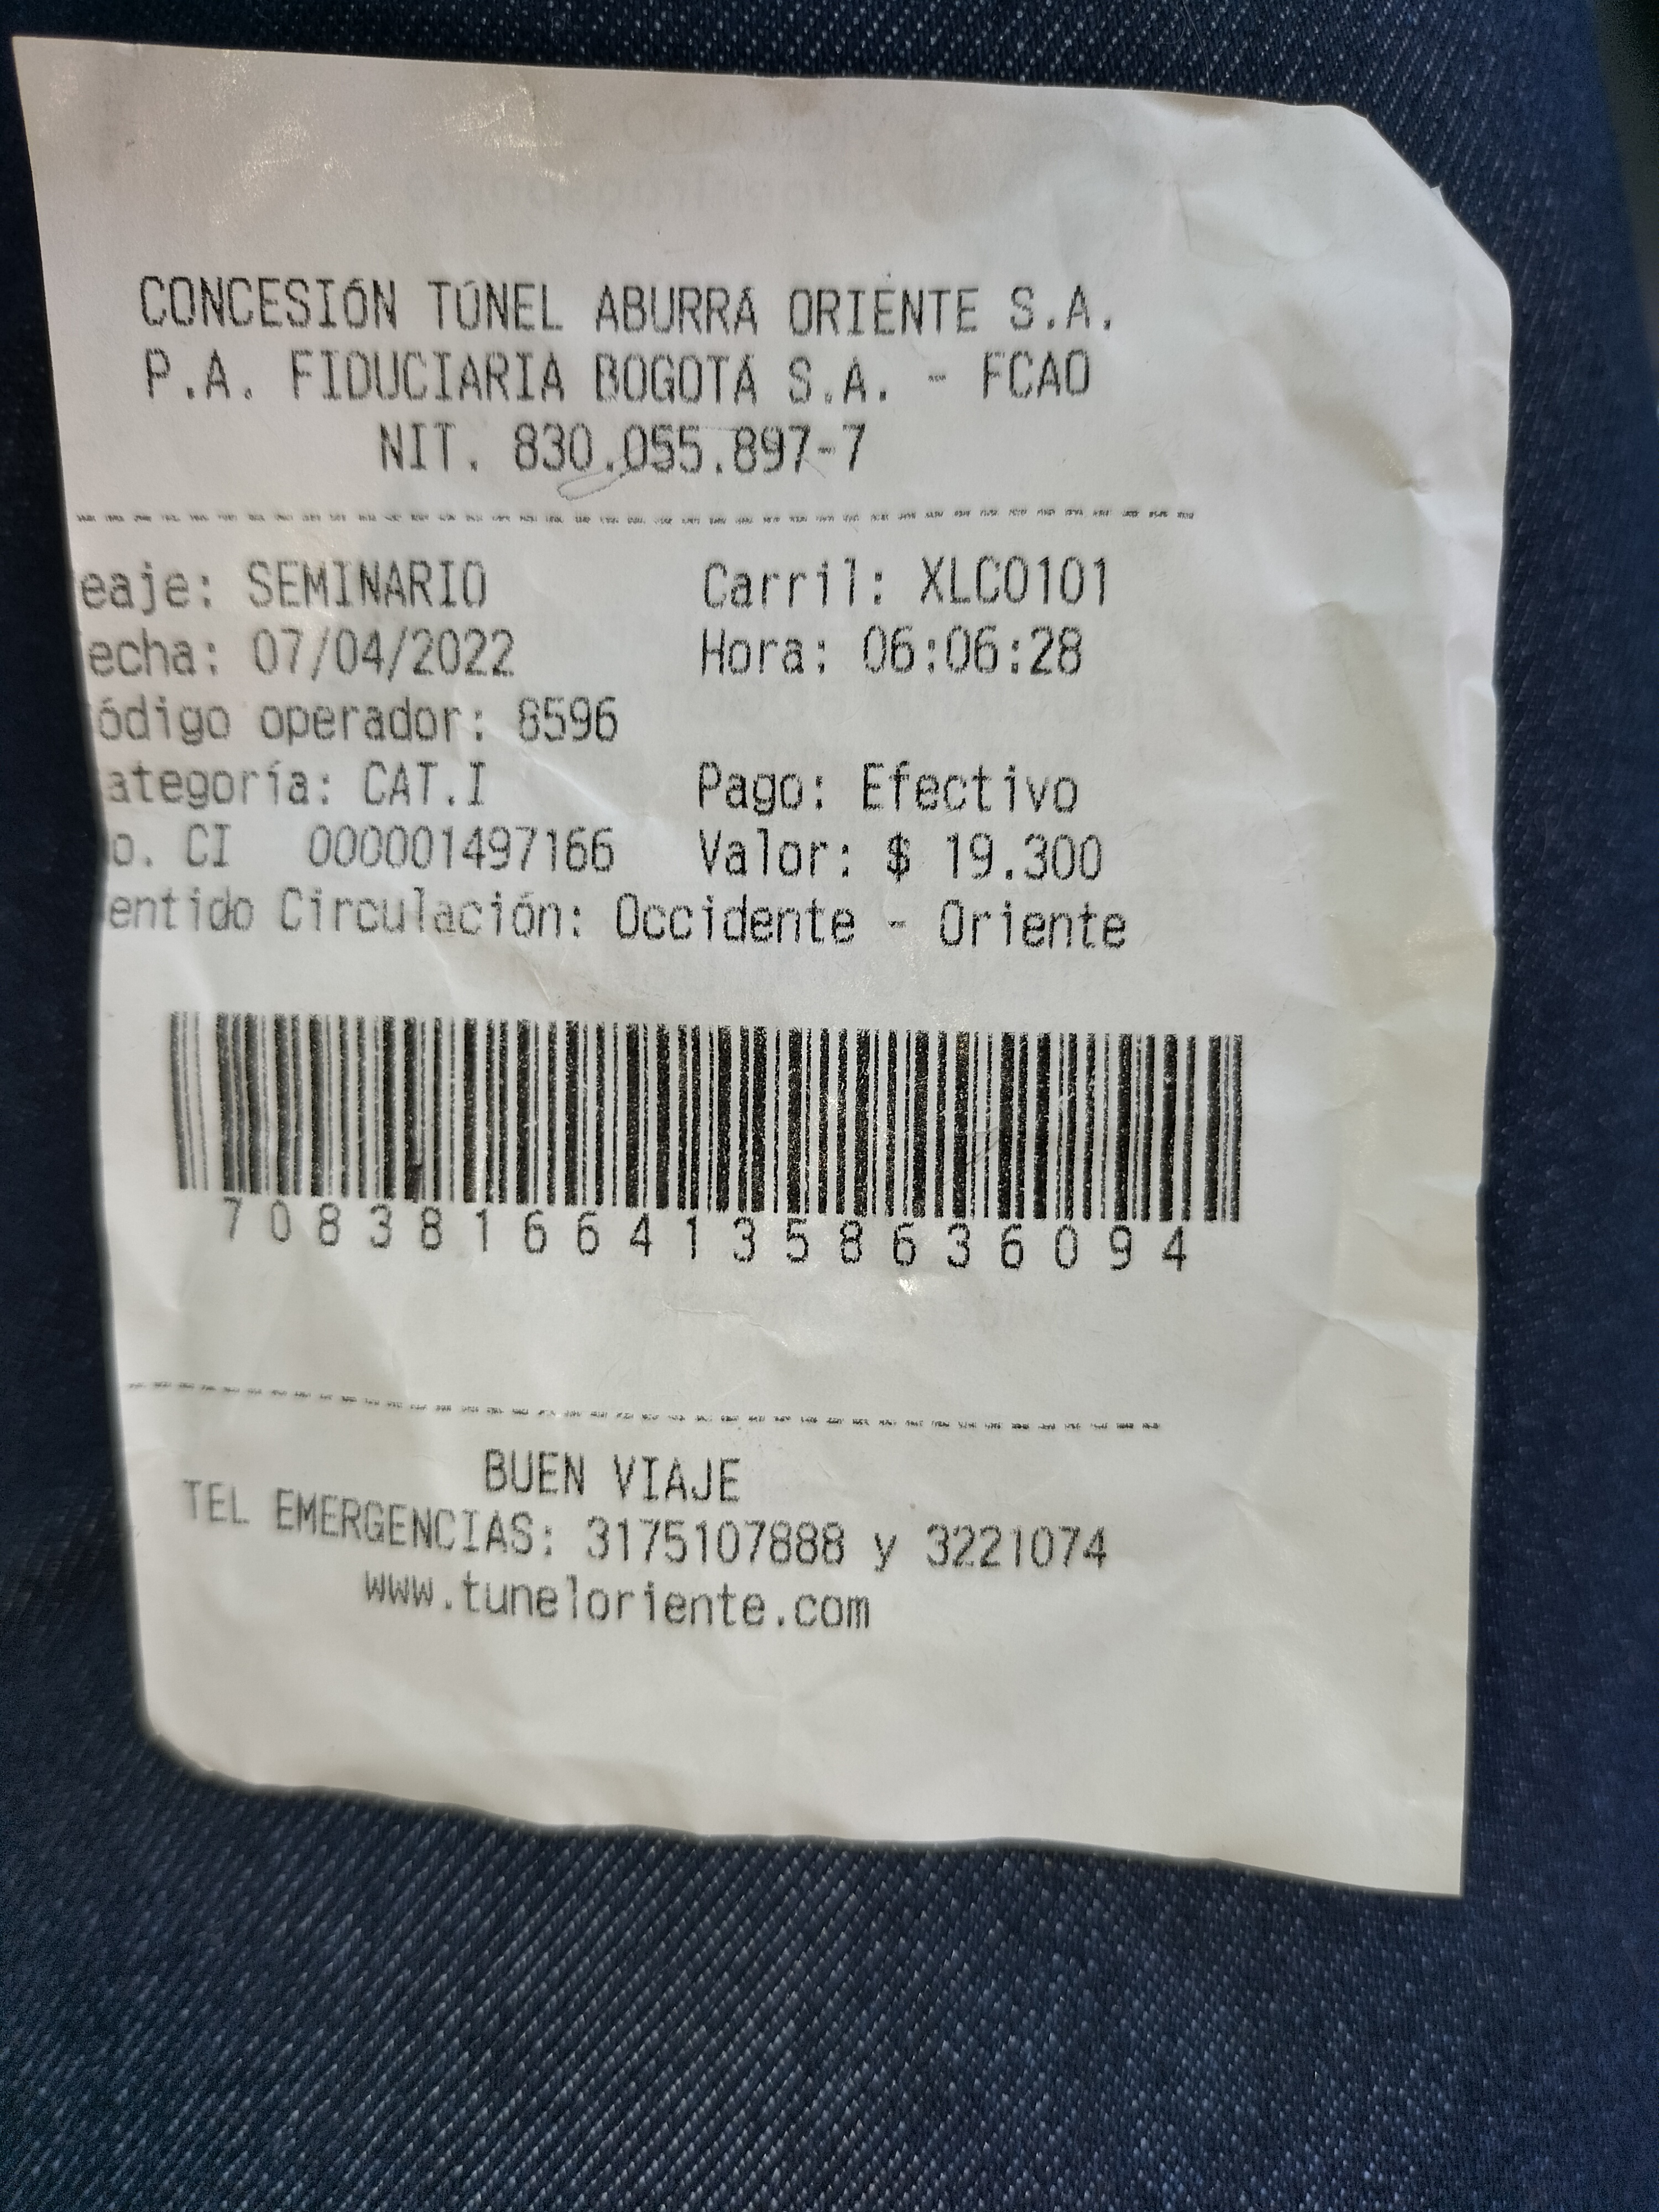 CONCESIÓN TÚNEL ABURRÁ ORIENTE S.A.
P.A. FIDUCIARIA BOGOTÁ S.A. - FCAO
NIT. 830.055.897-7
eaje: SEMINARIO Carril: XLCO101
echa: 07/04/2022 Hora: 06:06:28
ódigo operador: 8596
ategoría: CAT.I Pago: Efectivo
o. CI 000001497166 Valor: $ 19.300
entido Circulación: Occidente - Oriente
7083816641358636094
BUEN VIAJE
TEL EMERGENCIAS: 3175107888 y 3221074
www.tuneloriente.com